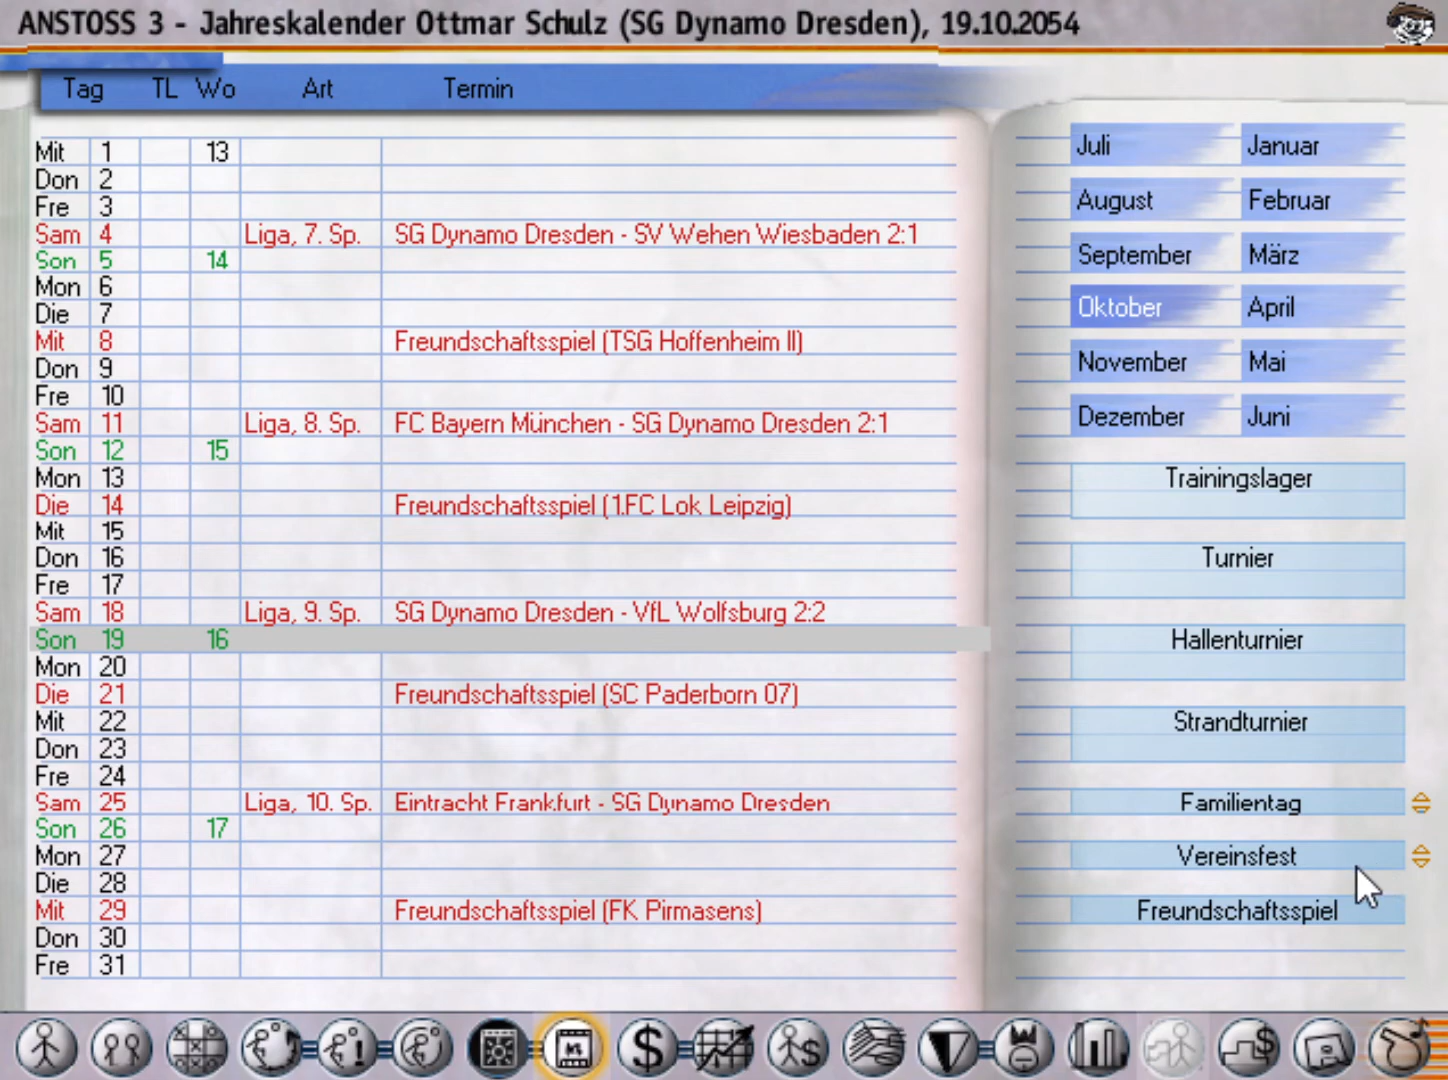 ANSTOSS 3 - Jahreskalender Ottmar Schulz (SG Dynamo Dresden), 19.10.2054
Tag TL Wo Art Termin
Mit 1 13
Don 2
Fre 3
Sam 4 Liga, 7. Sp. SG Dynamo Dresden - SV Wehen Wiesbaden 2:1
Son 5 14
Mon 6
Die 7
Mit 8 Freundschaftsspiel (TSG Hoffenheim II)
Don 9
Fre 10
Sam 11 Liga, 8. Sp. FC Bayern München - SG Dynamo Dresden 2:1
Son 12 15
Mon 13
Die 14 Freundschaftsspiel (1.FC Lok Leipzig)
Mit 15
Don 16
Fre 17
Sam 18 Liga, 9. Sp. SG Dynamo Dresden - VfL Wolfsburg 2:2
Son 19 16
Mon 20
Die 21 Freundschaftsspiel (SC Paderborn 07)
Mit 22
Don 23
Fre 24
Sam 25 Liga, 10. Sp. Eintracht Frankfurt - SG Dynamo Dresden
Son 26 17
Mon 27
Die 28
Mit 29 Freundschaftsspiel (FK Pirmasens)
Don 30
Fre 31
Juli Januar
August Februar
September März
Oktober April
November Mai
Dezember Juni
Trainingslager
Turnier
Hallenturnier
Strandturnier
Familientag
Vereinsfest
Freundschaftsspiel